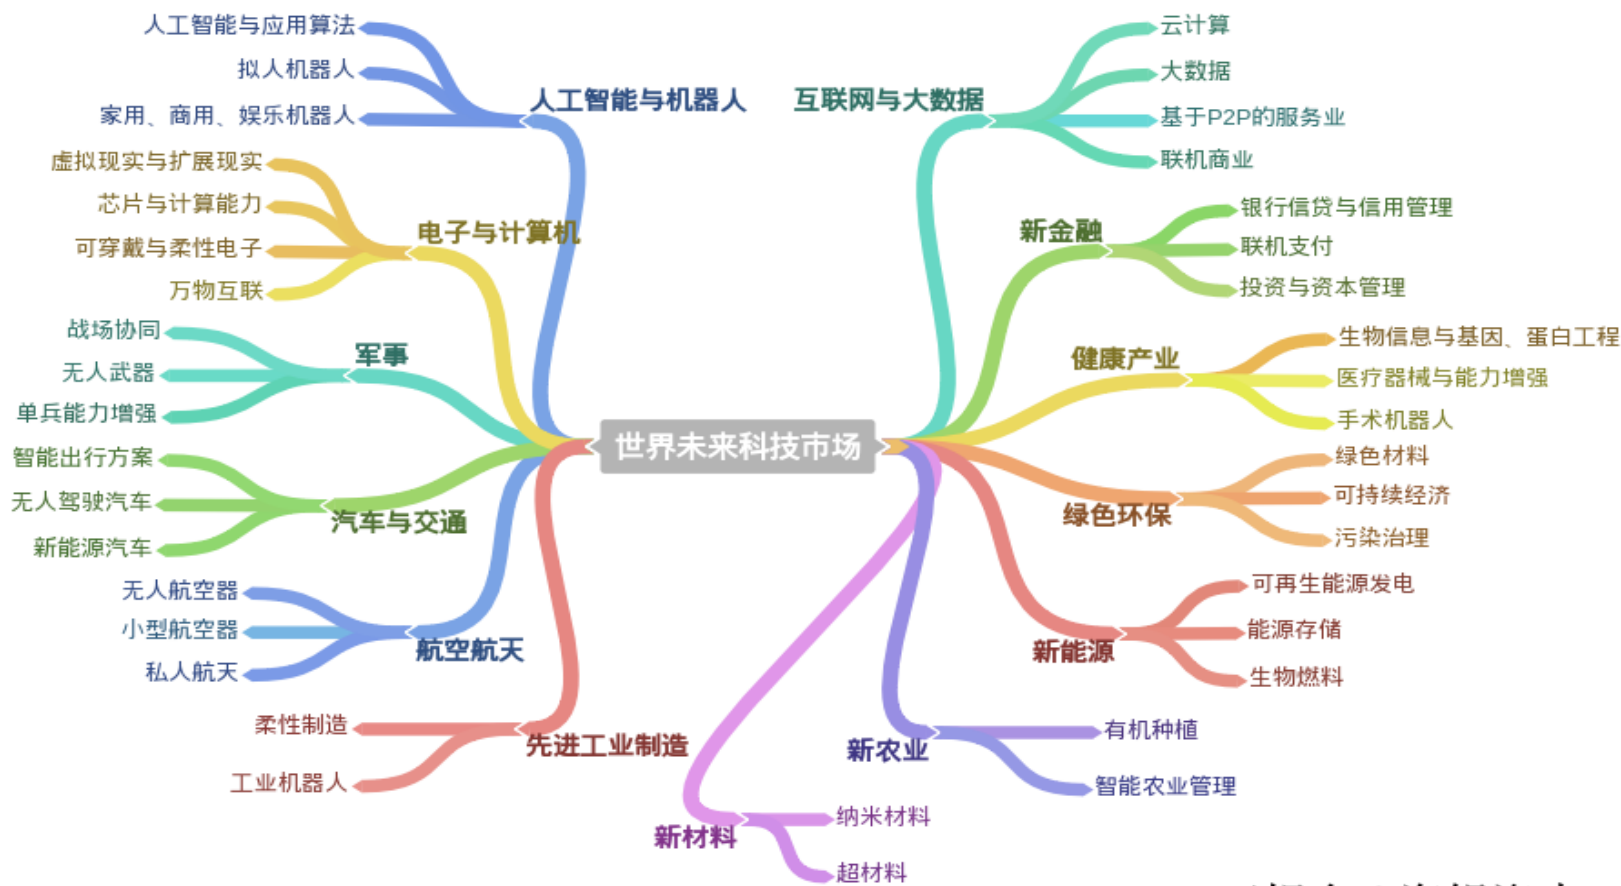 世界未来科技市场
人工智能与机器人
人工智能与应用算法
拟人机器人
家用、商用、娱乐机器人
电子与计算机
虚拟现实与扩展现实
芯片与计算能力
可穿戴与柔性电子
万物互联
军事
战场协同
无人武器
单兵能力增强
汽车与交通
智能出行方案
无人驾驶汽车
新能源汽车
航空航天
无人航空器
小型航空器
私人航天
先进工业制造
柔性制造
工业机器人
互联网与大数据
云计算
大数据
基于P2P的服务业
联机商业
新金融
银行信贷与信用管理
联机支付
投资与资本管理
健康产业
生物信息与基因、蛋白工程
医疗器械与能力增强
手术机器人
绿色环保
绿色材料
可持续经济
污染治理
新能源
可再生能源发电
能源存储
生物燃料
新农业
有机种植
智能农业管理
新材料
纳米材料
超材料